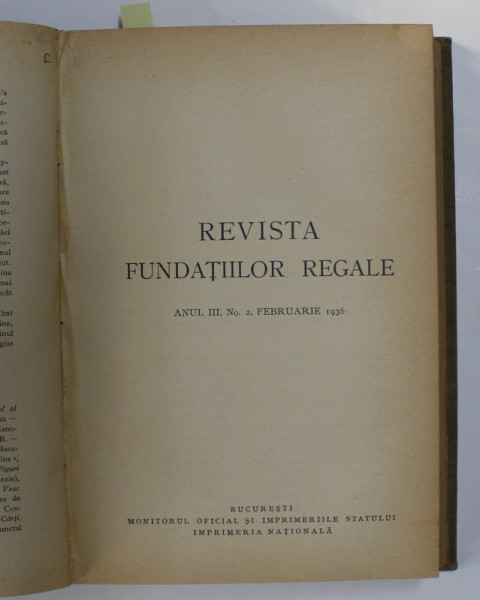 REVISTA
FUNDAȚIILOR REGALE
ANUL III, No. 2, FEBRUARIE 1936
BUCUREȘTI
MONITORUL OFICIAL ȘI IMPRIMERIILE STATULUI
IMPRIMERIA NAȚIONALĂ